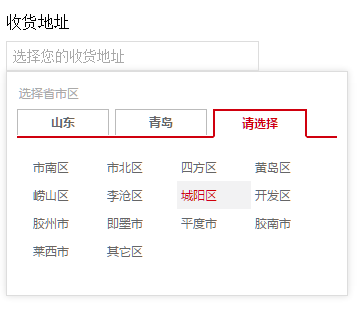 收货地址
选择您的收货地址
选择省市区
山东 青岛 请选择
市南区 市北区 四方区 黄岛区
崂山区 李沧区 城阳区 开发区
胶州市 即墨市 平度市 胶南市
莱西市 其它区